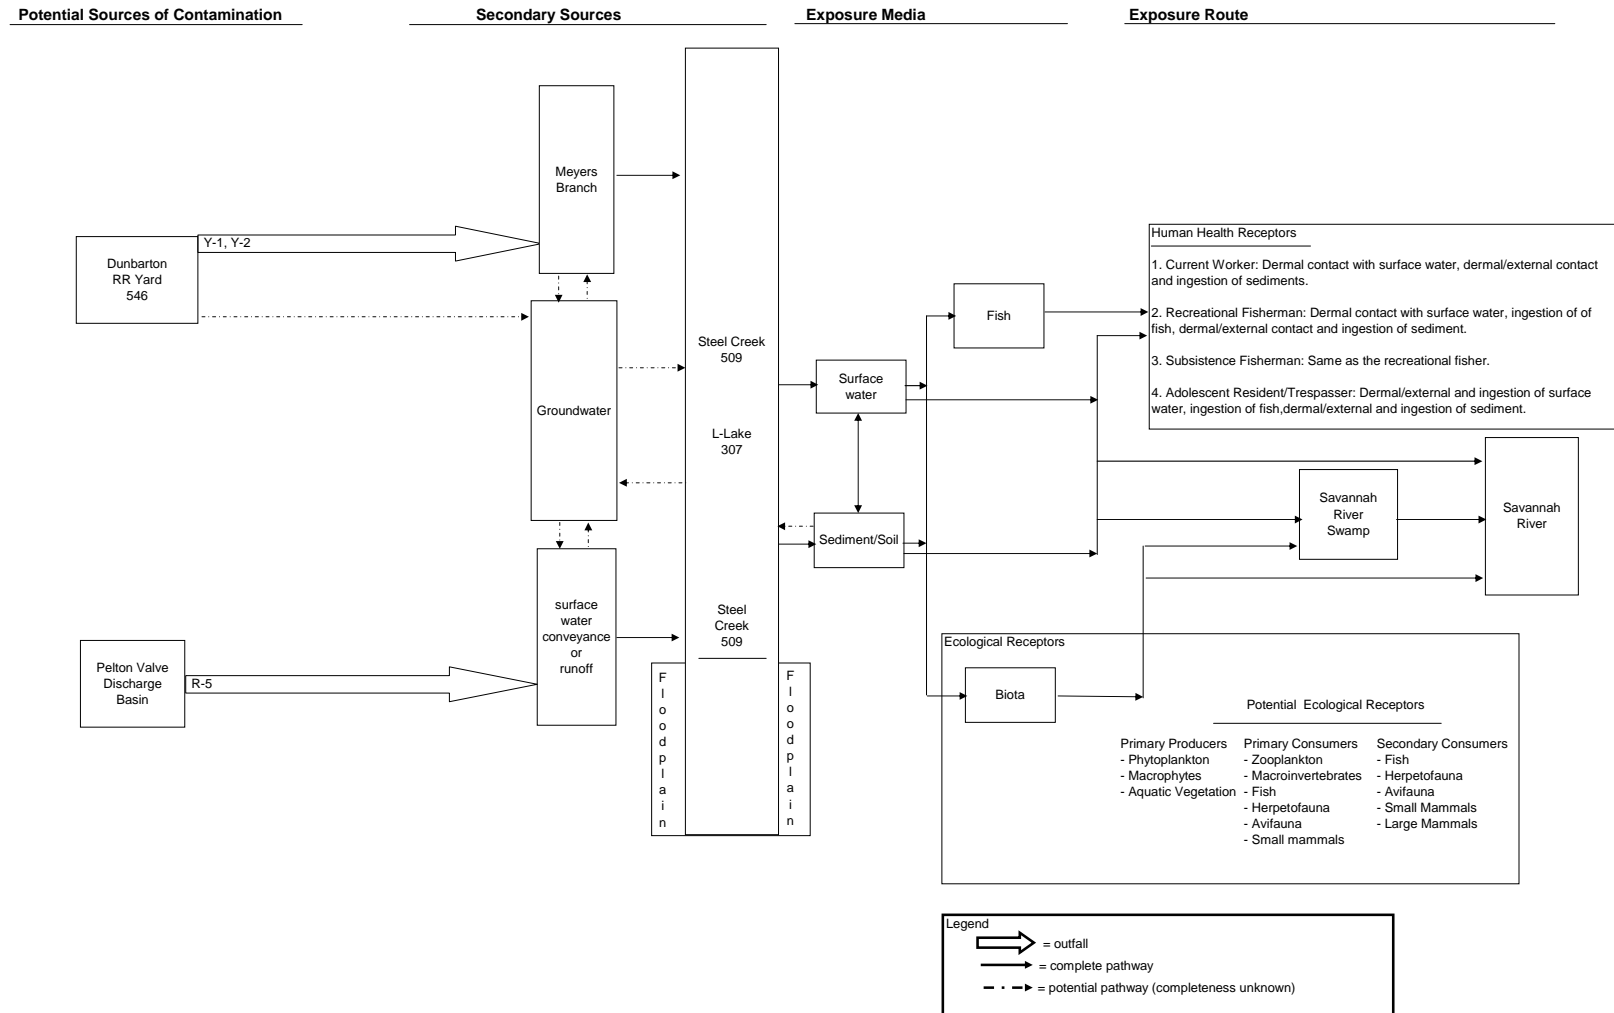 Potential Sources of Contamination
Secondary Sources
Exposure Media
Exposure Route
Meyers
Branch
Y-1, Y-2
Dunbarton
RR Yard
546
Groundwater
Steel Creek
509
L-Lake
307
surface
water
conveyance
or
runoff
Pelton Valve
Discharge
Basin
R-5
Steel
Creek
509
Floodplain
Floodplain
Surface
water
Sediment/Soil
Fish
Human Health Receptors
1. Current Worker: Dermal contact with surface water, dermal/external contact
and ingestion of sediments.
2. Recreational Fisherman: Dermal contact with surface water, ingestion of of
fish, dermal/external contact and ingestion of sediment.
3. Subsistence Fisherman: Same as the recreational fisher.
4. Adolescent Resident/Trespasser: Dermal/external and ingestion of surface
water, ingestion of fish,dermal/external and ingestion of sediment.
Savannah
River
Swamp
Savannah
River
Ecological Receptors
Biota
Potential Ecological Receptors
Primary Producers
- Phytoplankton
- Macrophytes
- Aquatic Vegetation
Primary Consumers
- Zooplankton
- Macroinvertebrates
- Fish
- Herpetofauna
- Avifauna
- Small mammals
Secondary Consumers
- Fish
- Herpetofauna
- Avifauna
- Small Mammals
- Large Mammals
Legend
= outfall
= complete pathway
= potential pathway (completeness unknown)